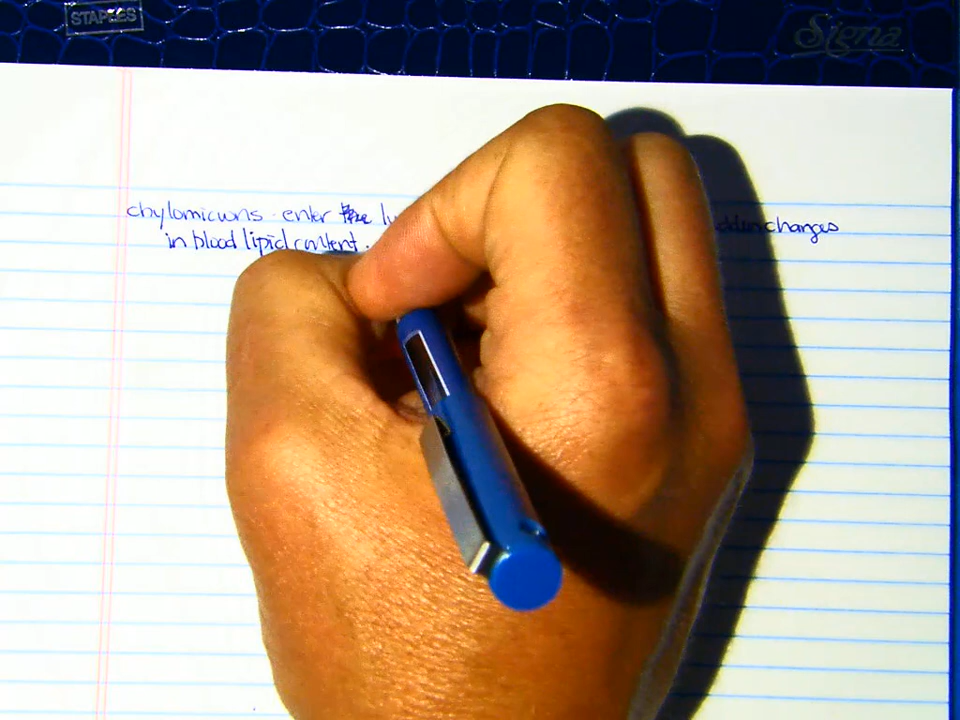 STAPLES
Signa
chylomicrons enter the
changes
in blood lipid content.